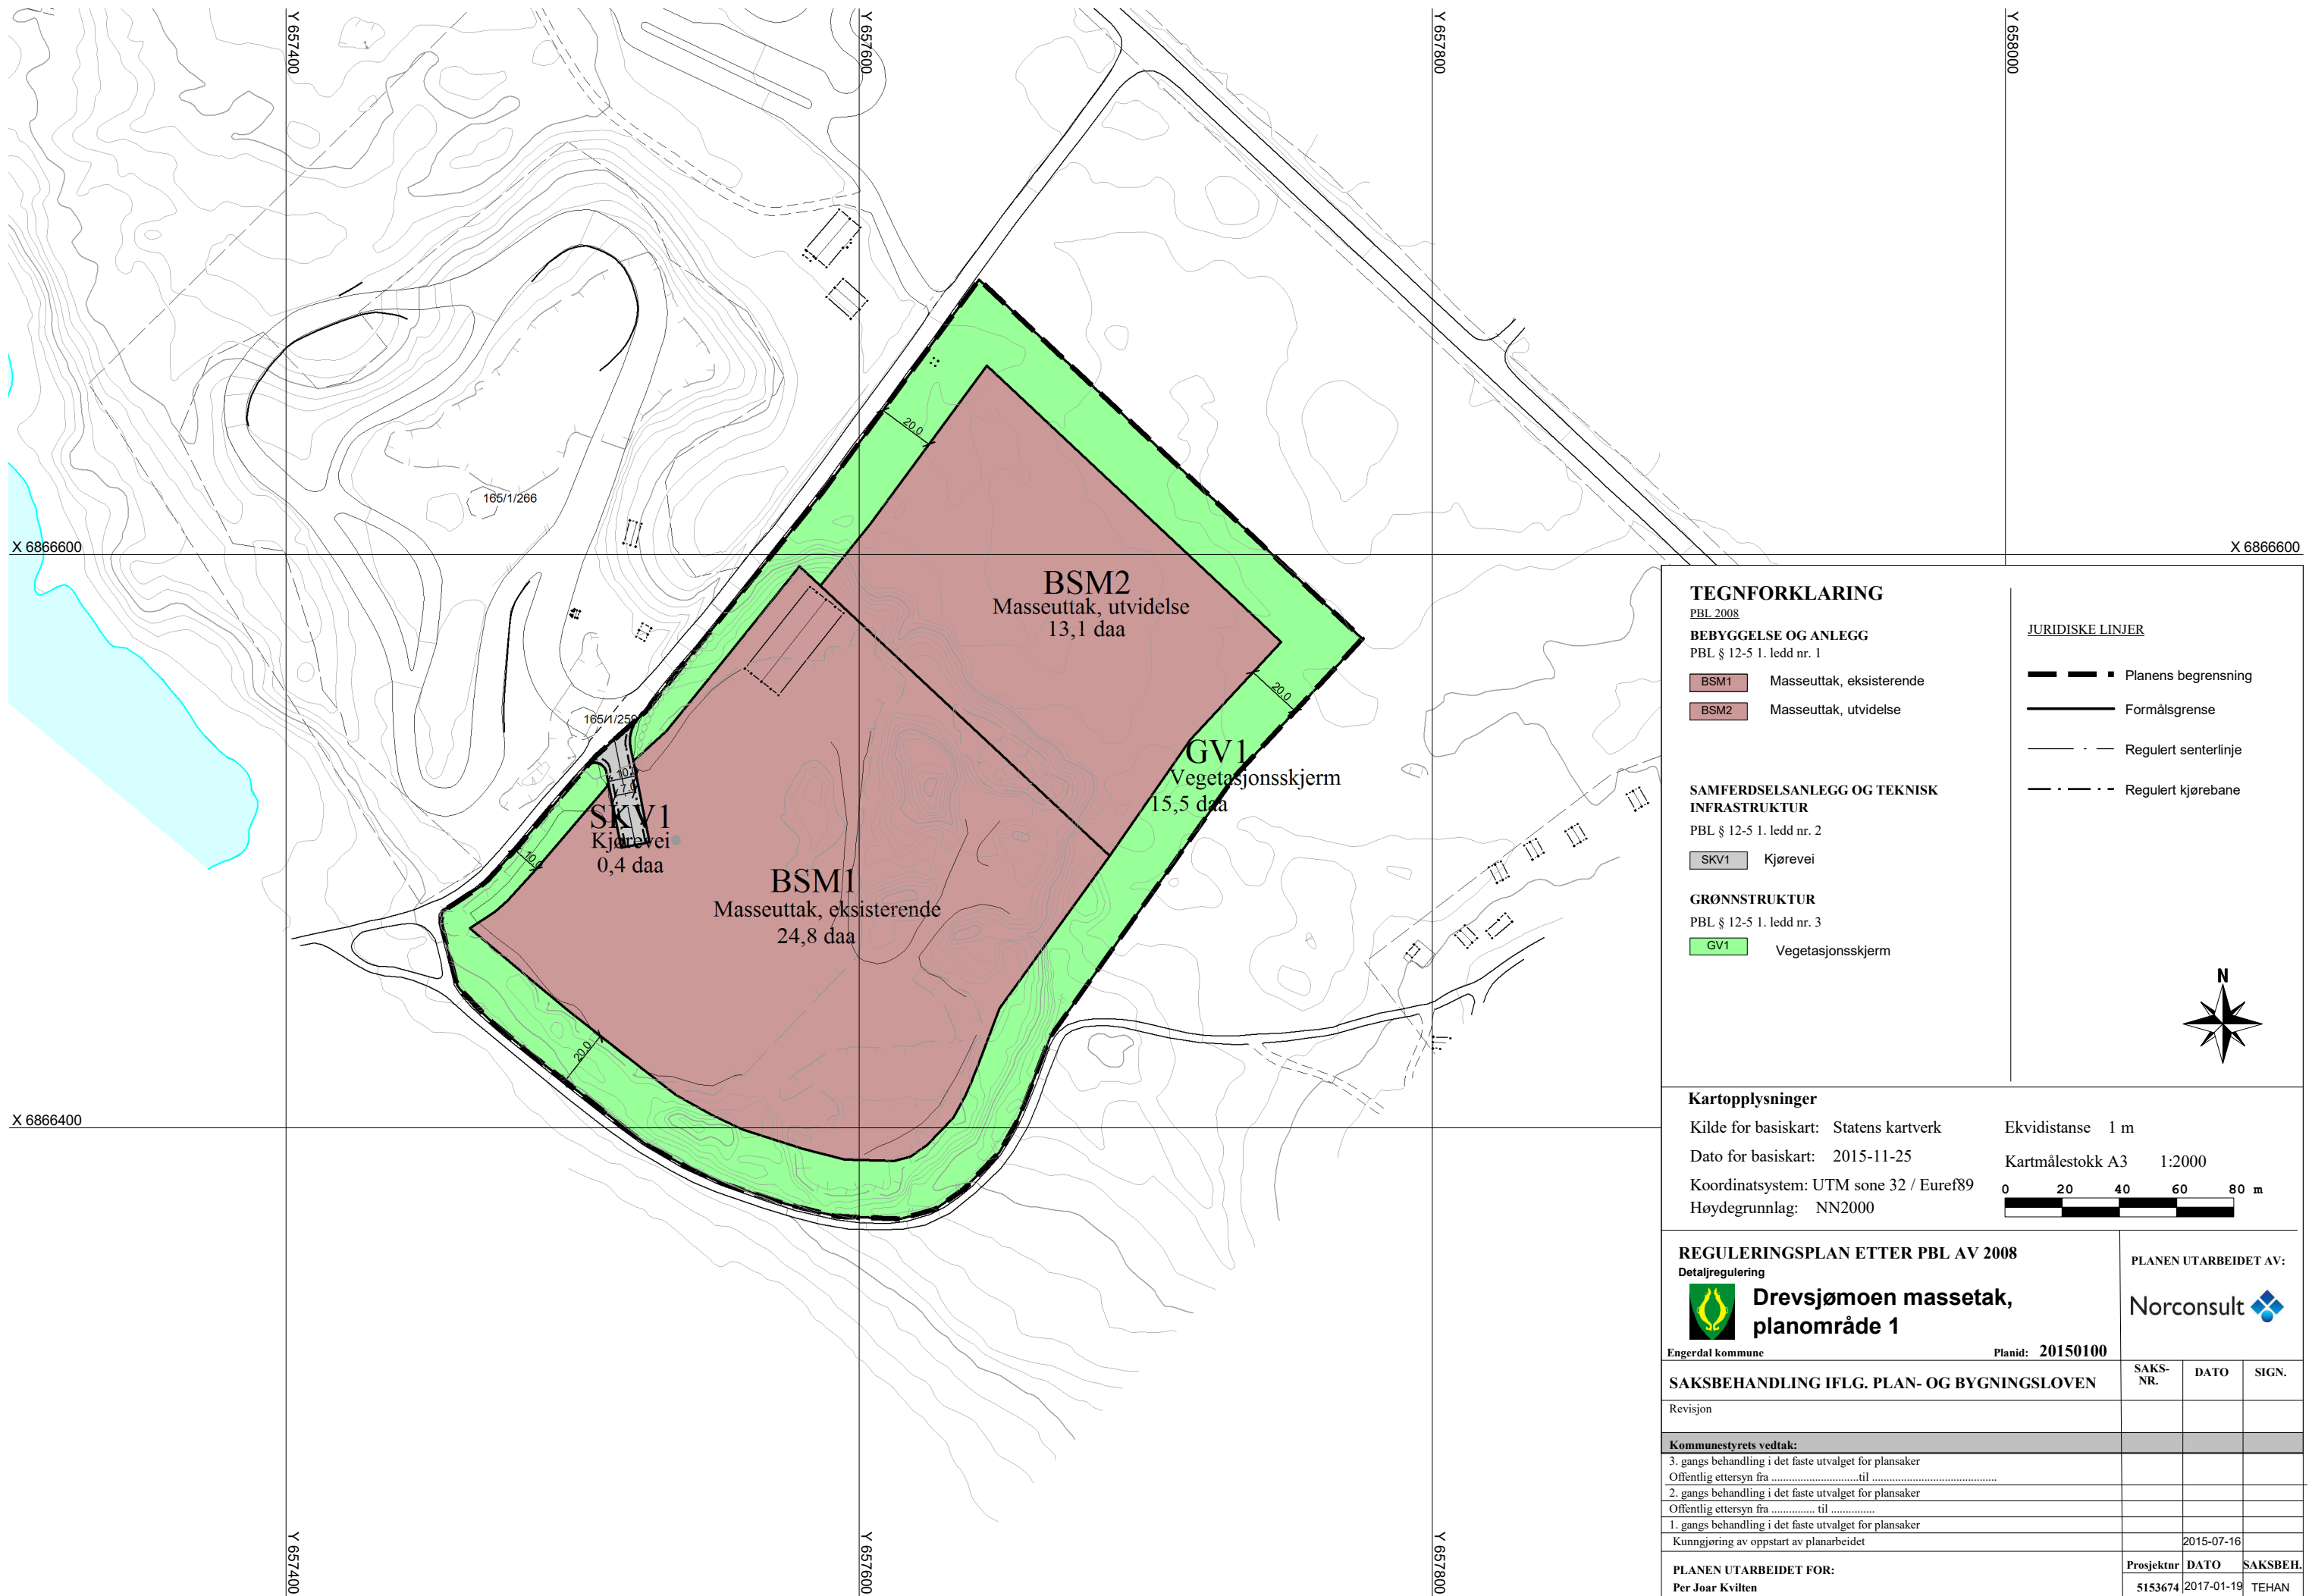 Y 657400
Y 657600
Y 657800
Y 658000
20.0
165/1/266
X 6866600
X 6866600
BSM2
Masseuttak, utvidelse
13,1 daa
20.0
165/1/259
GV1
Vegetasjonsskjerm
15,5 daa
7.0
SKV1
Kjørevei
0,4 daa
10.0
BSM1
Masseuttak, eksisterende
24,8 daa
20.0
X 6866400
Y 657400
Y 657600
Y 657800
TEGNFORKLARING
PBL 2008
BEBYGGELSE OG ANLEGG
PBL § 12-5 1. ledd nr. 1
BSM1 Masseuttak, eksisterende
BSM2 Masseuttak, utvidelse
SAMFERDSELSANLEGG OG TEKNISK
INFRASTRUKTUR
PBL § 12-5 1. ledd nr. 2
SKV1 Kjørevei
GRØNNSTRUKTUR
PBL § 12-5 1. ledd nr. 3
GV1 Vegetasjonsskjerm
JURIDISKE LINJER
Planens begrensning
Formålsgrense
Regulert senterlinje
Regulert kjørebane
N
Kartopplysninger
Kilde for basiskart: Statens kartverk
Dato for basiskart: 2015-11-25
Koordinatsystem: UTM sone 32 / Euref89
Høydegrunnlag: NN2000
Ekvidistanse 1 m
Kartmålestokk A3 1:2000
0 20 40 60 80 m
REGULERINGSPLAN ETTER PBL AV 2008
Detaljregulering
Drevsjømoen massetak,
planområde 1
Engerdal kommune
Planid: 20150100
PLANEN UTARBEIDET AV:
Norconsult
SAKSBEHANDLING IFLG. PLAN- OG BYGNINGSLOVEN
SAKS-
NR.
DATO
SIGN.
Revisjon
Kommunestyrets vedtak:
3. gangs behandling i det faste utvalget for plansaker
Offentlig ettersyn fra ..............................til ...........................................
2. gangs behandling i det faste utvalget for plansaker
Offentlig ettersyn fra ............... til ...............
1. gangs behandling i det faste utvalget for plansaker
Kunngjøring av oppstart av planarbeidet 2015-07-16
PLANEN UTARBEIDET FOR:
Per Joar Kvilten
Prosjektnr DATO SAKSBEH.
5153674 2017-01-19 TEHAN